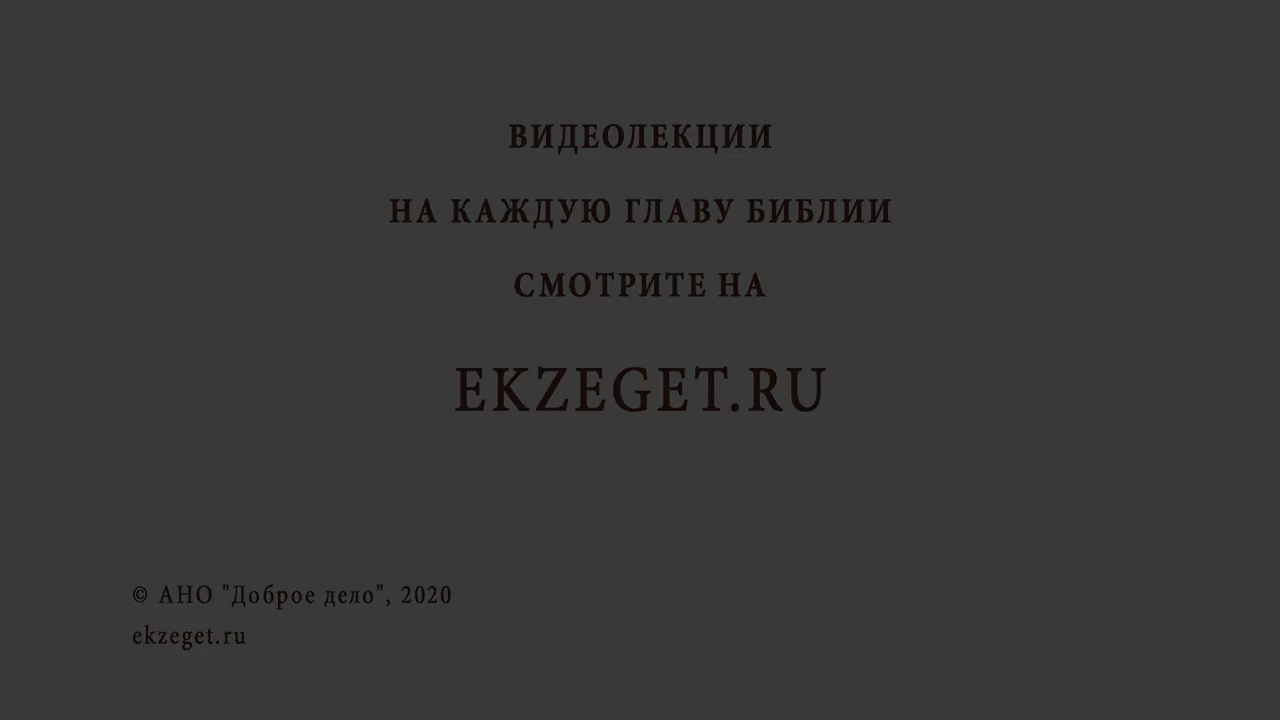 ВИДЕОЛЕКЦИИ
НА КАЖДУЮ ГЛАВУ БИБЛИИ
СМОТРИТЕ НА
EKZEGET.RU
© АНО "Доброе дело", 2020
ekzeget.ru